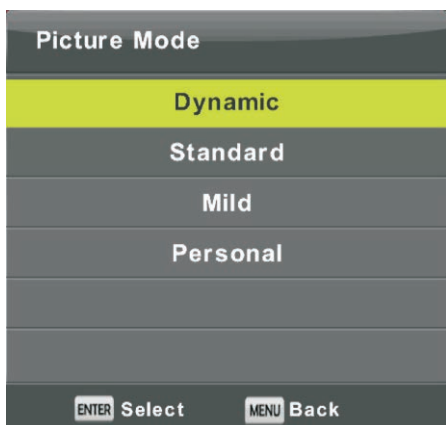 Picture Mode
Dynamic
Standard
Mild
Personal
ENTER Select MENU Back